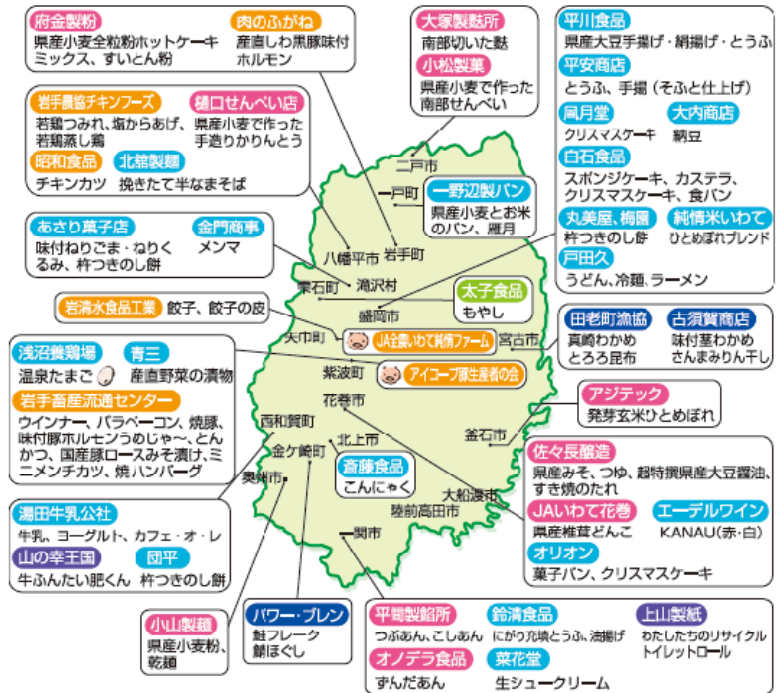 府金製粉
県産小麦全粒粉ホットケーキ
ミックス、すいとん粉
肉のふがね
産直しわ黒豚味付
ホルモン
大塚製麩所
南部切いた麩
小松製菓
県産小麦で作った
南部せんべい
平川食品
県産大豆手揚げ・絹揚げ・とうふ
平安商店
とうふ、手揚(そふと仕上げ)
風月堂
クリスマスケーキ
大内商店
納豆
白石食品
スポンジケーキ、カステラ、
クリスマスケーキ、食パン
丸美屋、梅園
杵つきのし餅
純情米いわて
ひとめぼれブレンド
戸田久
うどん、冷麺、ラーメン
岩手農協チキンフーズ
若鶏つみれ、塩からあげ、
若鶏蒸し鶏
樋口せんべい店
県産小麦で作った
手造りかりんとう
昭和食品
チキンカツ
北舘製麺
挽きたて半なまそば
二戸市
一戸町
一野辺製パン
県産小麦とお米
のパン、雁月
あさり菓子店
味付ねりごま・ねりく
るみ、杵つきのし餅
金門商事
メンマ
八幡平市
岩手町
雫石町
滝沢村
盛岡市
太子食品
もやし
岩清水食品工業
餃子、餃子の皮
矢巾町
JA全農いわて純情ファーム
宮古市
田老町漁協
真崎わかめ
とろろ昆布
古須賀商店
味付茎わかめ
さんまみりん干し
浅沼養鶏場
温泉たまご
青三
産直野菜の漬物
岩手畜産流通センター
ウインナー、バラベーコン、焼豚、
味付豚ホルモンうめじゃ〜、とん
かつ、国産豚ロースみそ漬け、ミ
ニメンチカツ、焼ハンバーグ
紫波町
アイコープ豚生産者の会
花巻市
西和賀町
北上市
金ケ崎町
奥州市
斎藤食品
こんにゃく
釜石市
大船渡市
陸前高田市
一関市
アジテック
発芽玄米ひとめぼれ
佐々長醸造
県産みそ、つゆ、超特撰県産大豆醤油、
すき焼のたれ
JAいわて花巻
県産椎茸どんこ
エーデルワイン
KANAU(赤・白)
オリオン
菓子パン、クリスマスケーキ
湯田牛乳公社
牛乳、ヨーグルト、カフェ・オ・レ
山の幸王国
牛ふんたい肥くん
団平
杵つきのし餅
小山製麺
県産小麦粉、
乾麺
パワー・ブレン
鮭フレーク
鯖ほぐし
平間製餡所
つぶあん、こしあん
鈴清食品
にがり充填とうふ、油揚げ
上山製紙
わたしたちのリサイクル
トイレットロール
オノデラ食品
ずんだあん
菜花堂
生シュークリーム